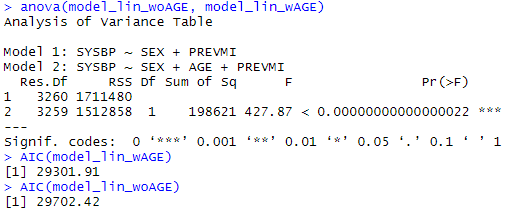 > anova(model_lin_woAGE, model_lin_wAGE)
Analysis of Variance Table

Model 1: SYSBP ~ SEX + PREVMI
Model 2: SYSBP ~ SEX + AGE + PREVMI
  Res.Df     RSS Df Sum of Sq      F                Pr(>F)
1   3260 1711480
2   3259 1512858  1    198621 427.87 < 0.00000000000000022 ***
---
Signif. codes:  0 ‘***’ 0.001 ‘**’ 0.01 ‘*’ 0.05 ‘.’ 0.1 ‘ ’ 1
> AIC(model_lin_wAGE)
[1] 29301.91
> AIC(model_lin_woAGE)
[1] 29702.42